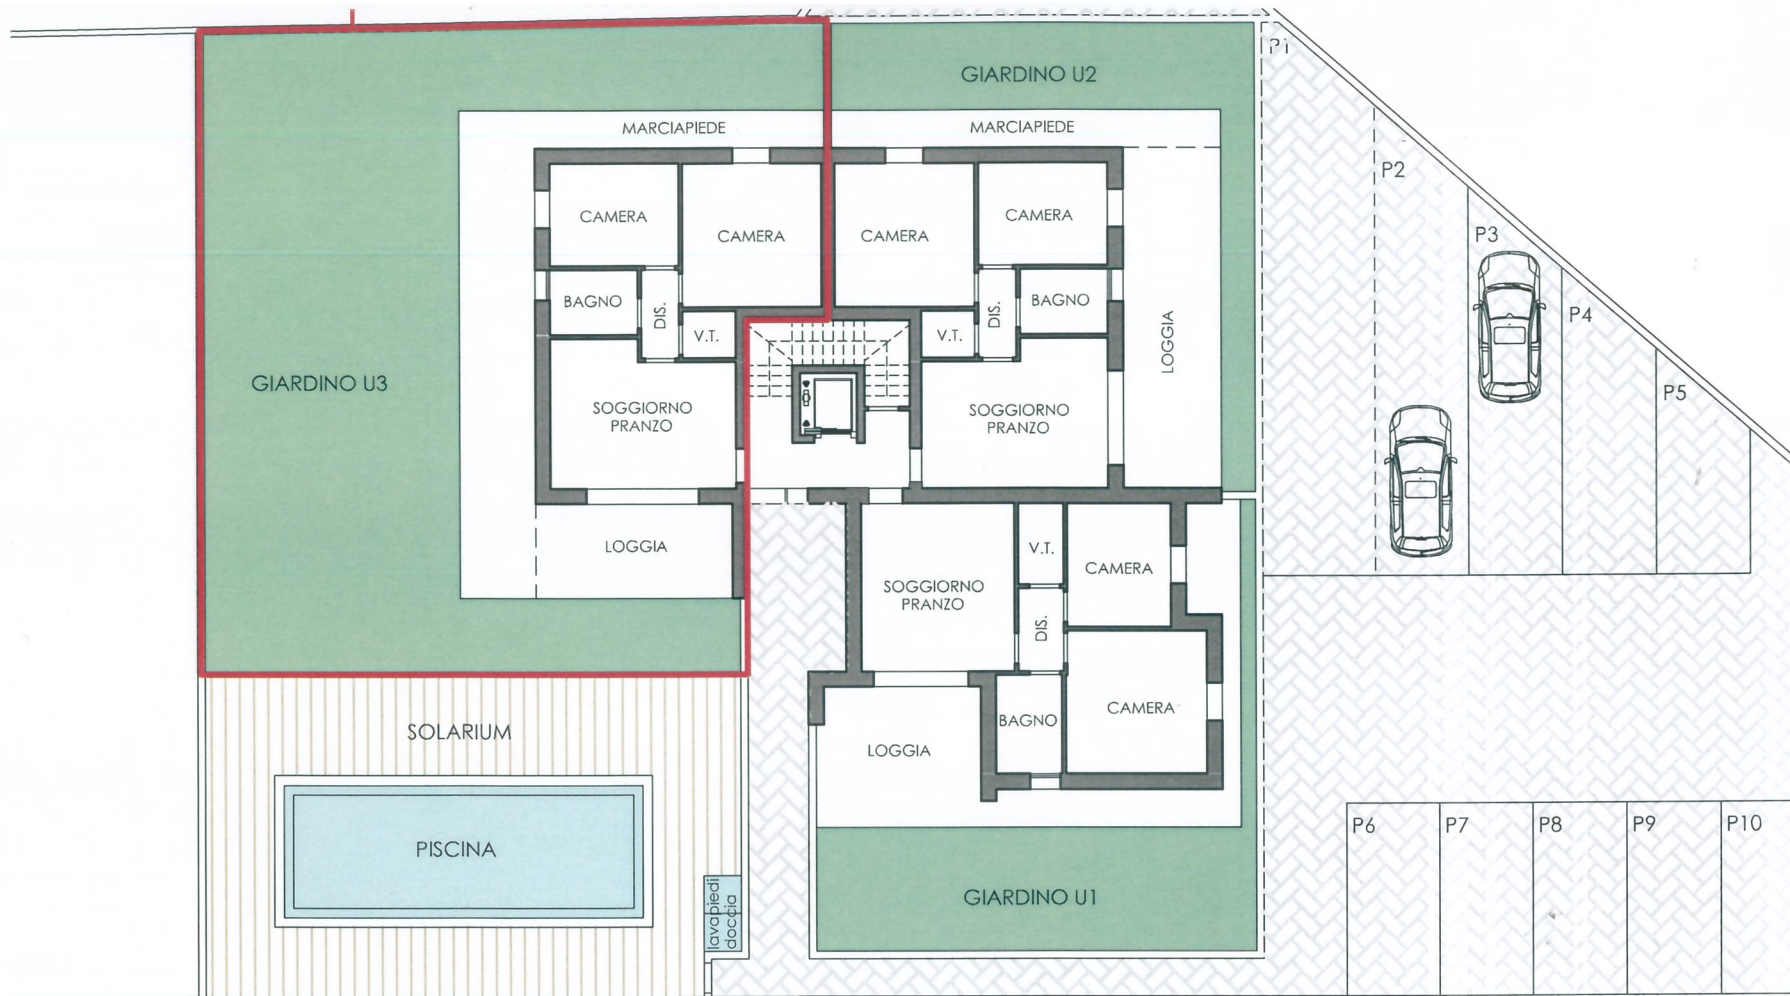 P1
GIARDINO U2
MARCIAPIEDE
MARCIAPIEDE
P2
CAMERA
CAMERA
CAMERA
CAMERA
P3
BAGNO
DIS.
V.T.
V.T.
DIS.
BAGNO
LOGGIA
P4
GIARDINO U3
SOGGIORNO
PRANZO
SOGGIORNO
PRANZO
P5
LOGGIA
V.T.
CAMERA
SOGGIORNO
PRANZO
DIS.
CAMERA
BAGNO
SOLARIUM
LOGGIA
PISCINA
P6
P7
P8
P9
P10
lavapiedi
doccia
GIARDINO U1